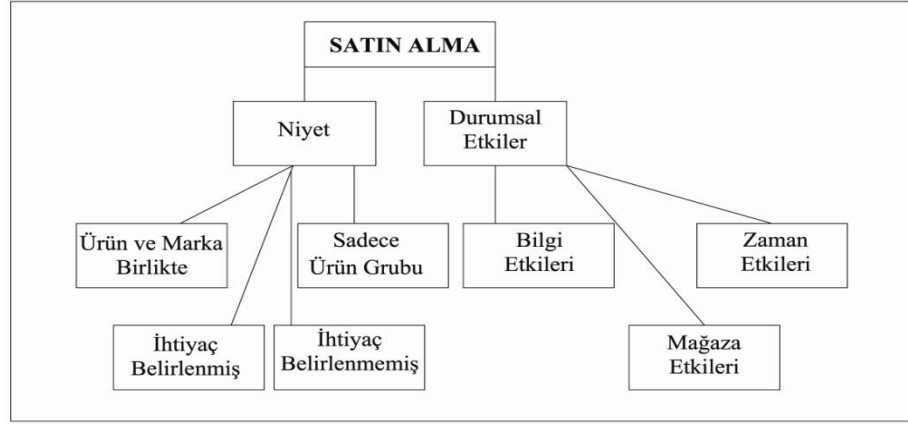 SATIN ALMA
Niyet
Durumsal
Etkiler
Ürün ve Marka
Birlikte
Sadece
Ürün Grubu
Bilgi
Etkileri
Zaman
Etkileri
İhtiyaç
Belirlenmiş
İhtiyaç
Belirlenmemiş
Mağaza
Etkileri